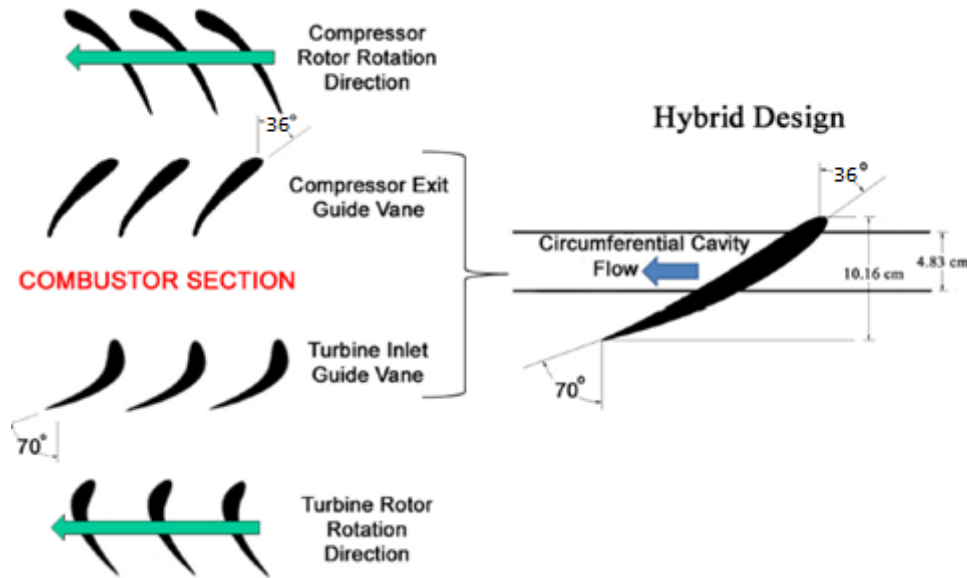 Compressor
Rotor Rotation
Direction
36°
Compressor Exit
Guide Vane
COMBUSTOR SECTION
Turbine Inlet
Guide Vane
70°
Turbine Rotor
Rotation
Direction
Hybrid Design
36°
Circumferential Cavity
Flow
10.16 cm
4.83 cm
70°